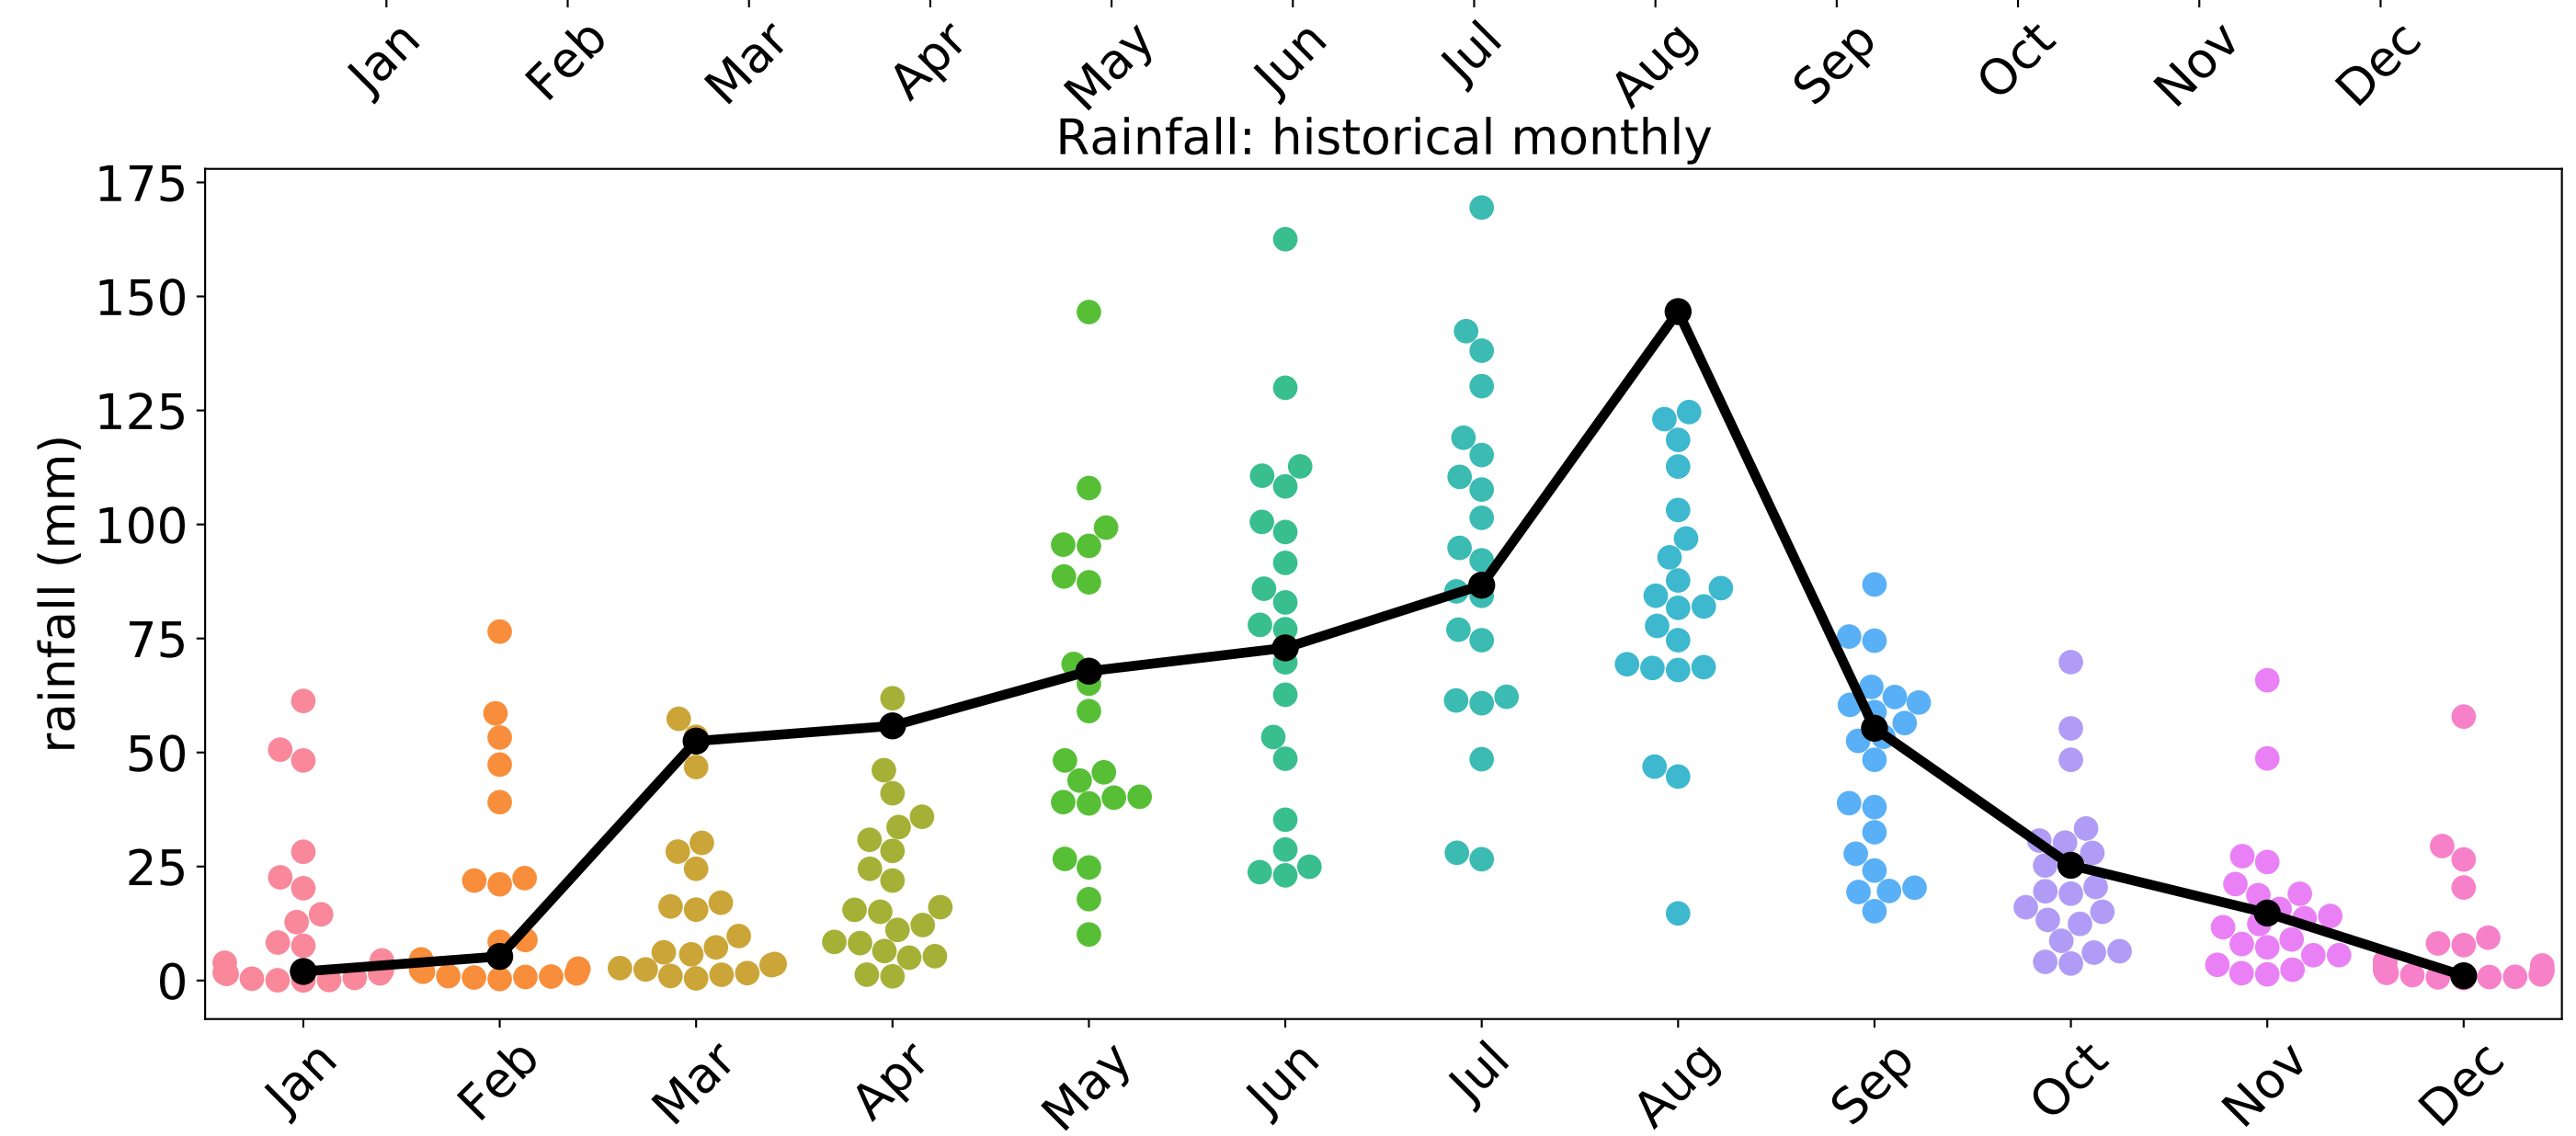 Jan Feb Mar Apr May Jun Jul Aug Sep Oct Nov Dec
Rainfall: historical monthly
175
150
125
100
75
50
25
0
rainfall (mm)
Jan Feb Mar Apr May Jun Jul Aug Sep Oct Nov Dec